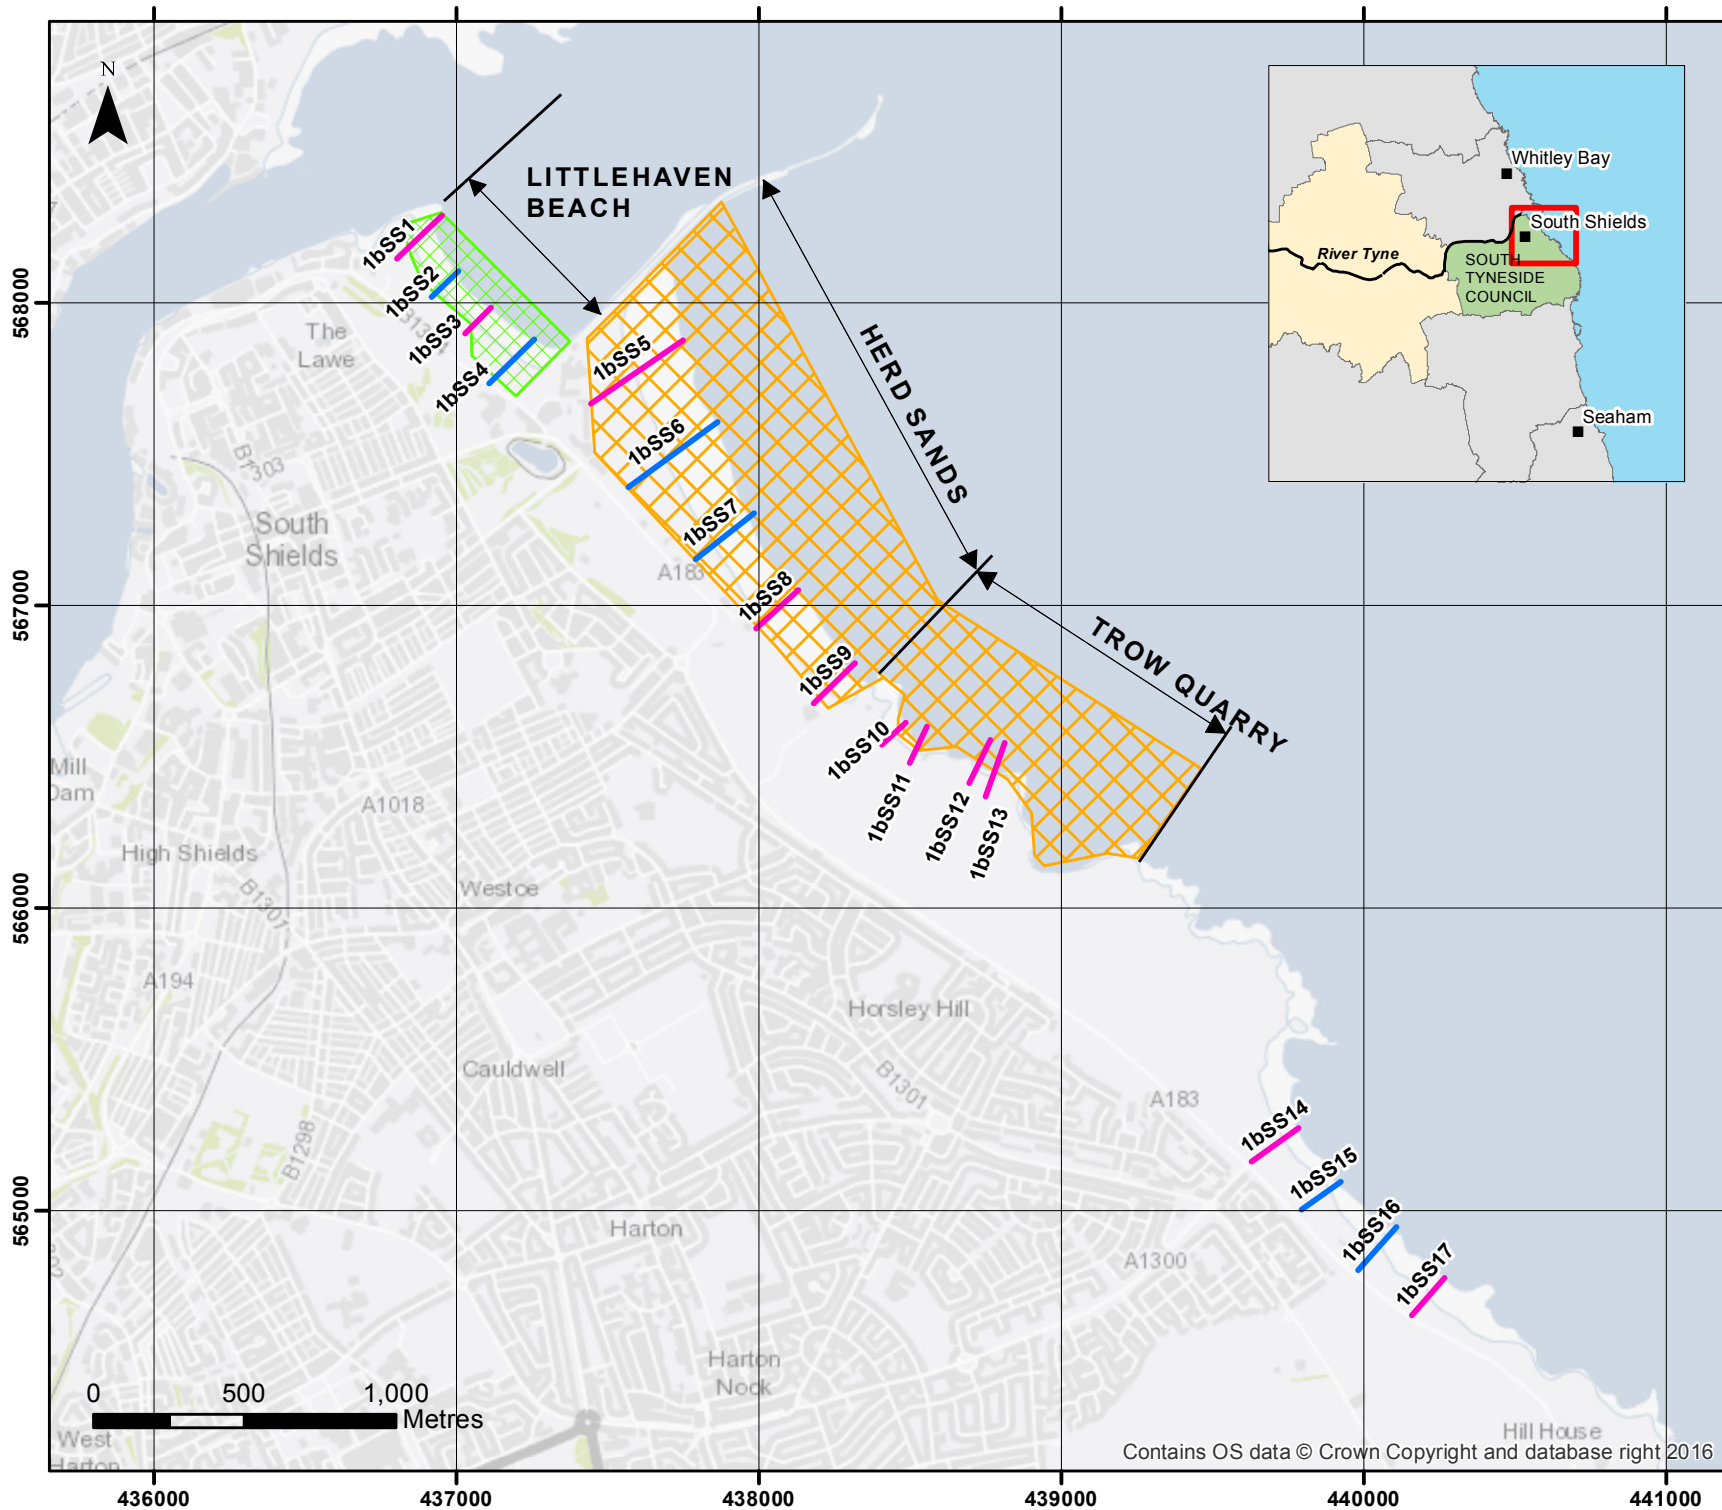 N
LITTLEHAVEN
BEACH
1bSS1
1bSS2
1bSS3
1bSS4
The
Lawe
HERD SANDS
1bSS5
1bSS6
1bSS7
1bSS8
1bSS9
TROW QUARRY
1bSS10
1bSS11
1bSS12
1bSS13
1bSS14
1bSS15
1bSS16
1bSS17
B1303
South
Shields
A183
Mill
Dam
A1018
High Shields
B1301
Westoe
A194
Horsley Hill
Cauldwell
B1301
A183
B1298
Harton
A1300
Harton
Nook
West
Harton
Hill House
Whitley Bay
South Shields
River Tyne
SOUTH
TYNESIDE
COUNCIL
Seaham
0 500 1,000
Metres
Contains OS data © Crown Copyright and database right 2016
568000
567000
566000
565000
436000 437000 438000 439000 440000 441000